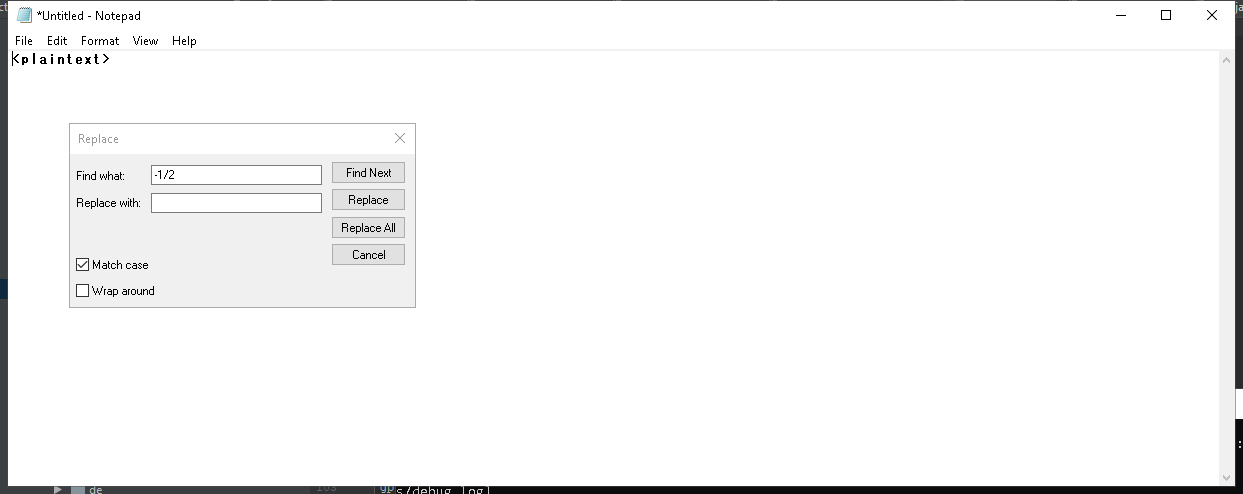 *Untitled - Notepad
File Edit Format View Help
<plaintext>
Replace
Find what: -1/2 Find Next
Replace with: Replace
Replace All
Cancel
Match case
Wrap around
de
s/debug.log]